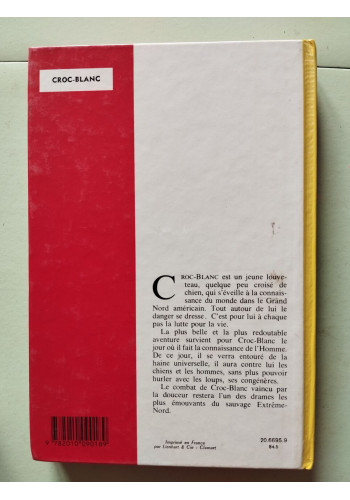 CROC-BLANC
CROC-BLANC est un jeune louve-
teau, quelque peu croisé de
chien, qui s'éveille à la connais-
sance du monde dans le Grand
Nord américain. Tout autour de lui le
danger se dresse. C'est pour lui à chaque
pas la lutte pour la vie.
La plus belle et la plus redoutable
aventure survient pour Croc-Blanc le
jour où il fait la connaissance de l'Homme.
De ce jour, il se verra entouré de la
haine universelle, il aura contre lui les
chiens et les hommes, sans plus pouvoir
hurler avec les loups, ses congénères.
Le combat de Croc-Blanc vaincu par
la douceur restera l'un des drames les
plus émouvants du sauvage Extrême-
Nord.
Imprimé en France
20.6695.9
84.5